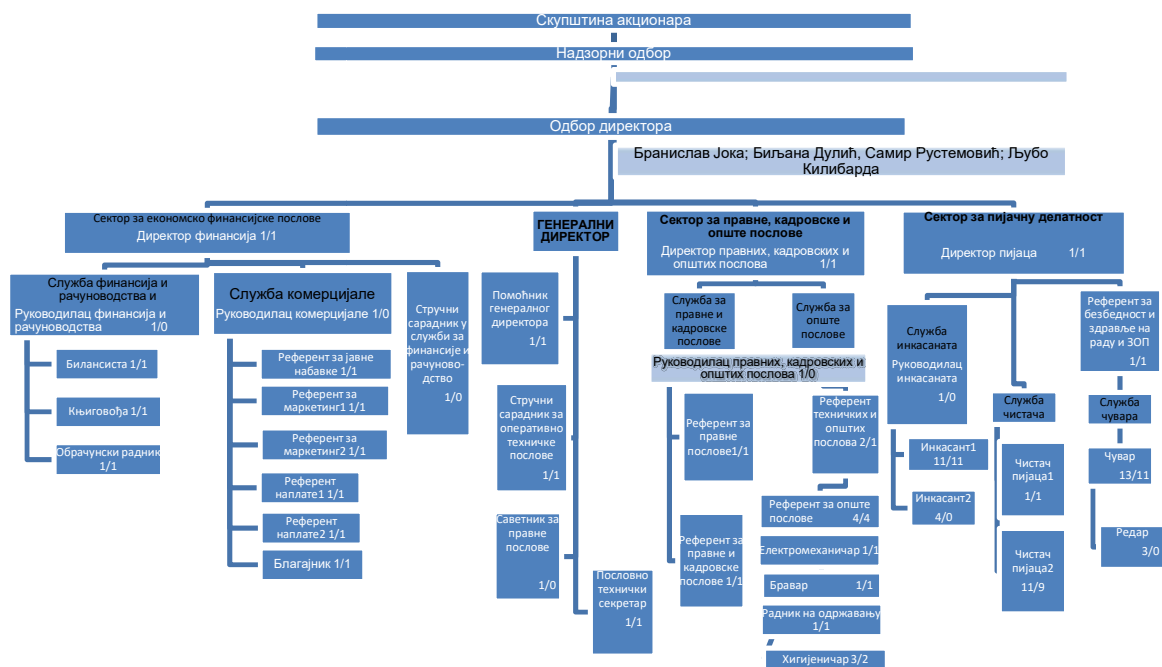 Скупштина акционара
Надзорни одбор
Одбор директора
Бранислав Јока; Биљана Дулић, Самир Рустемовић; Љубо
Килибарда
Сектор за економско финансијске послове
Директор финансија 1/1
Служба финансија и
рачуноводства и
Руководилац финансија и
рачуноводства 1/0
Билансиста 1/1
Књиговођа 1/1
Обрачунски радник
1/1
Служба комерцијале
Руководилац комерцијале 1/0
Референт за јавне
набавке 1/1
Референт за
маркетинг1 1/1
Референт за
маркетинг2 1/1
Референт
наплате1 1/1
Референт
наплате2 1/1
Благајник 1/1
Стручни
сарадник у
служби за
финансије и
рачуново-
дство
1/0
ГЕНЕРАЛНИ
ДИРЕКТОР
Помоћник
генералног
директора
1/1
Стручни
сарадник за
оперативно
техничке
послове
1/1
Саветник за
правне
послове
1/0
Пословно
технички
секретар
1/1
Сектор за правне, кадровске и
опште послове
Директор правних, кадровских и
општих послова 1/1
Служба за
правне и
кадровске
послове
Служба за
опште
послове
Руководилац правних, кадровских и
општих послова 1/0
Референт за
правне
послове1/1
Референт за
правне и
кадровске
послове 1/1
Референт
техничких и
општих
послова 2/1
Референт за опште
послове 4/4
Електромеханичар 1/1
Бравар 1/1
Радник на одржавању
1/1
Хигијеничар 3/2
Сектор за пијачну делатност
Директор пијаца 1/1
Служба
инкасаната
Руководилац
инкасаната
1/0
Инкасант1
11/11
Инкасант2
4/0
Служба
чистача
Чистач
пијаца1
1/1
Чистач
пијаца2
11/9
Референт за
безбедност и
здравље на
раду и ЗОП
1/1
Служба
чувара
Чувар
13/11
Редар
3/0